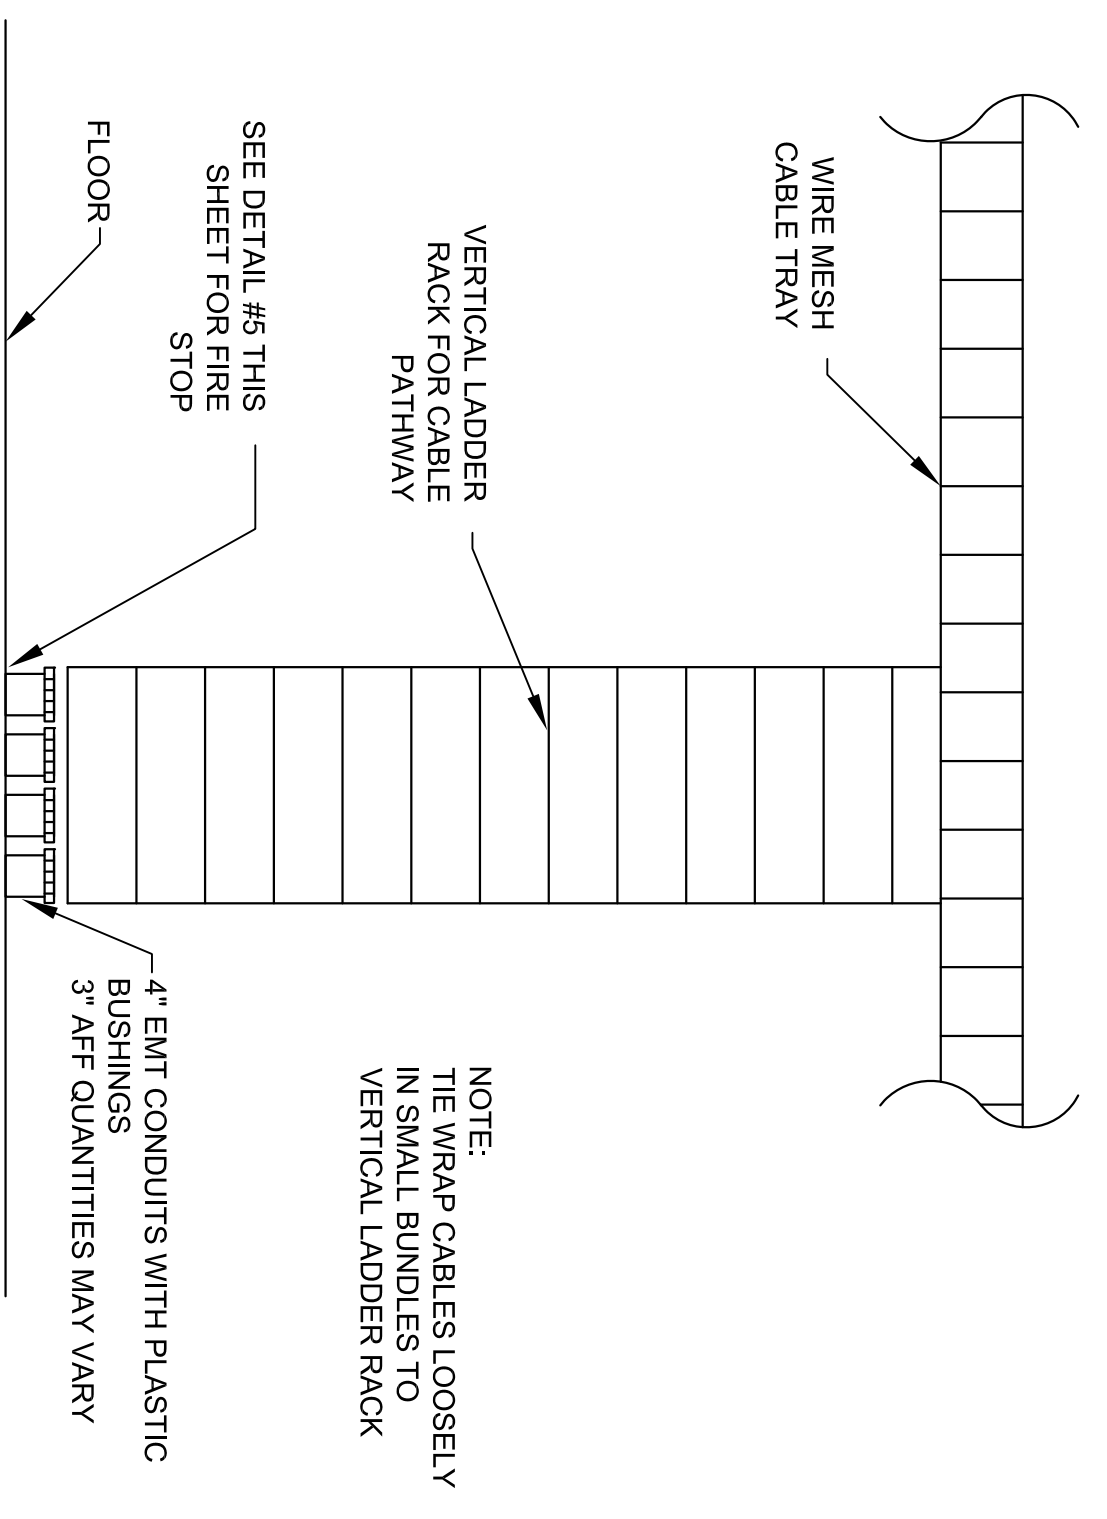 WIRE MESH
CABLE TRAY
VERTICAL LADDER
RACK FOR CABLE
PATHWAY
SEE DETAIL #5 THIS
SHEET FOR FIRE
STOP
FLOOR
NOTE:
TIE WRAP CABLES LOOSELY
IN SMALL BUNDLES TO
VERTICAL LADDER RACK
4" EMT CONDUITS WITH PLASTIC
BUSHINGS
3" AFF QUANTITIES MAY VARY